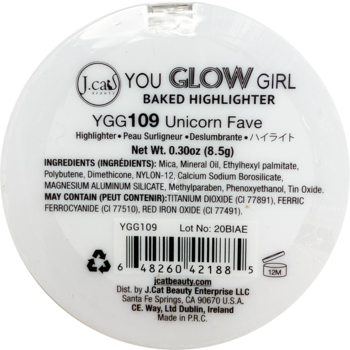 J.cat
BEAUTY
YOU GLOW GIRL
BAKED HIGHLIGHTER
YGG109 Unicorn Fave
Highlighter • Peau Surligneur • Deslumbrante • ハイライト
Net Wt. 0.30oz (8.5g)
INGREDIENTS (INGRÉDIENTS): Mica, Mineral Oil, Ethylhexyl palmitate,
Polybutene, Dimethicone, NYLON-12, Calcium Sodium Borosilicate,
MAGNESIUM ALUMINUM SILICATE, Methylparaben, Phenoxyethanol, Tin Oxide.
MAY CONTAIN (PEUT CONTENIR):TITANIUM DIOXIDE (CI 77891), FERRIC
FERROCYANIDE (CI 77510), RED IRON OXIDE (CI 77491).
YGG109 Lot No: 20BIAE
6 48260 42188 5
12M
jcatbeauty.com
Dist. by J.Cat Beauty Enterprise LLC
Santa Fe Springs, CA 90670 U.S.A.
CE. Way, Ltd Dublin, Ireland
Made in P.R.C.